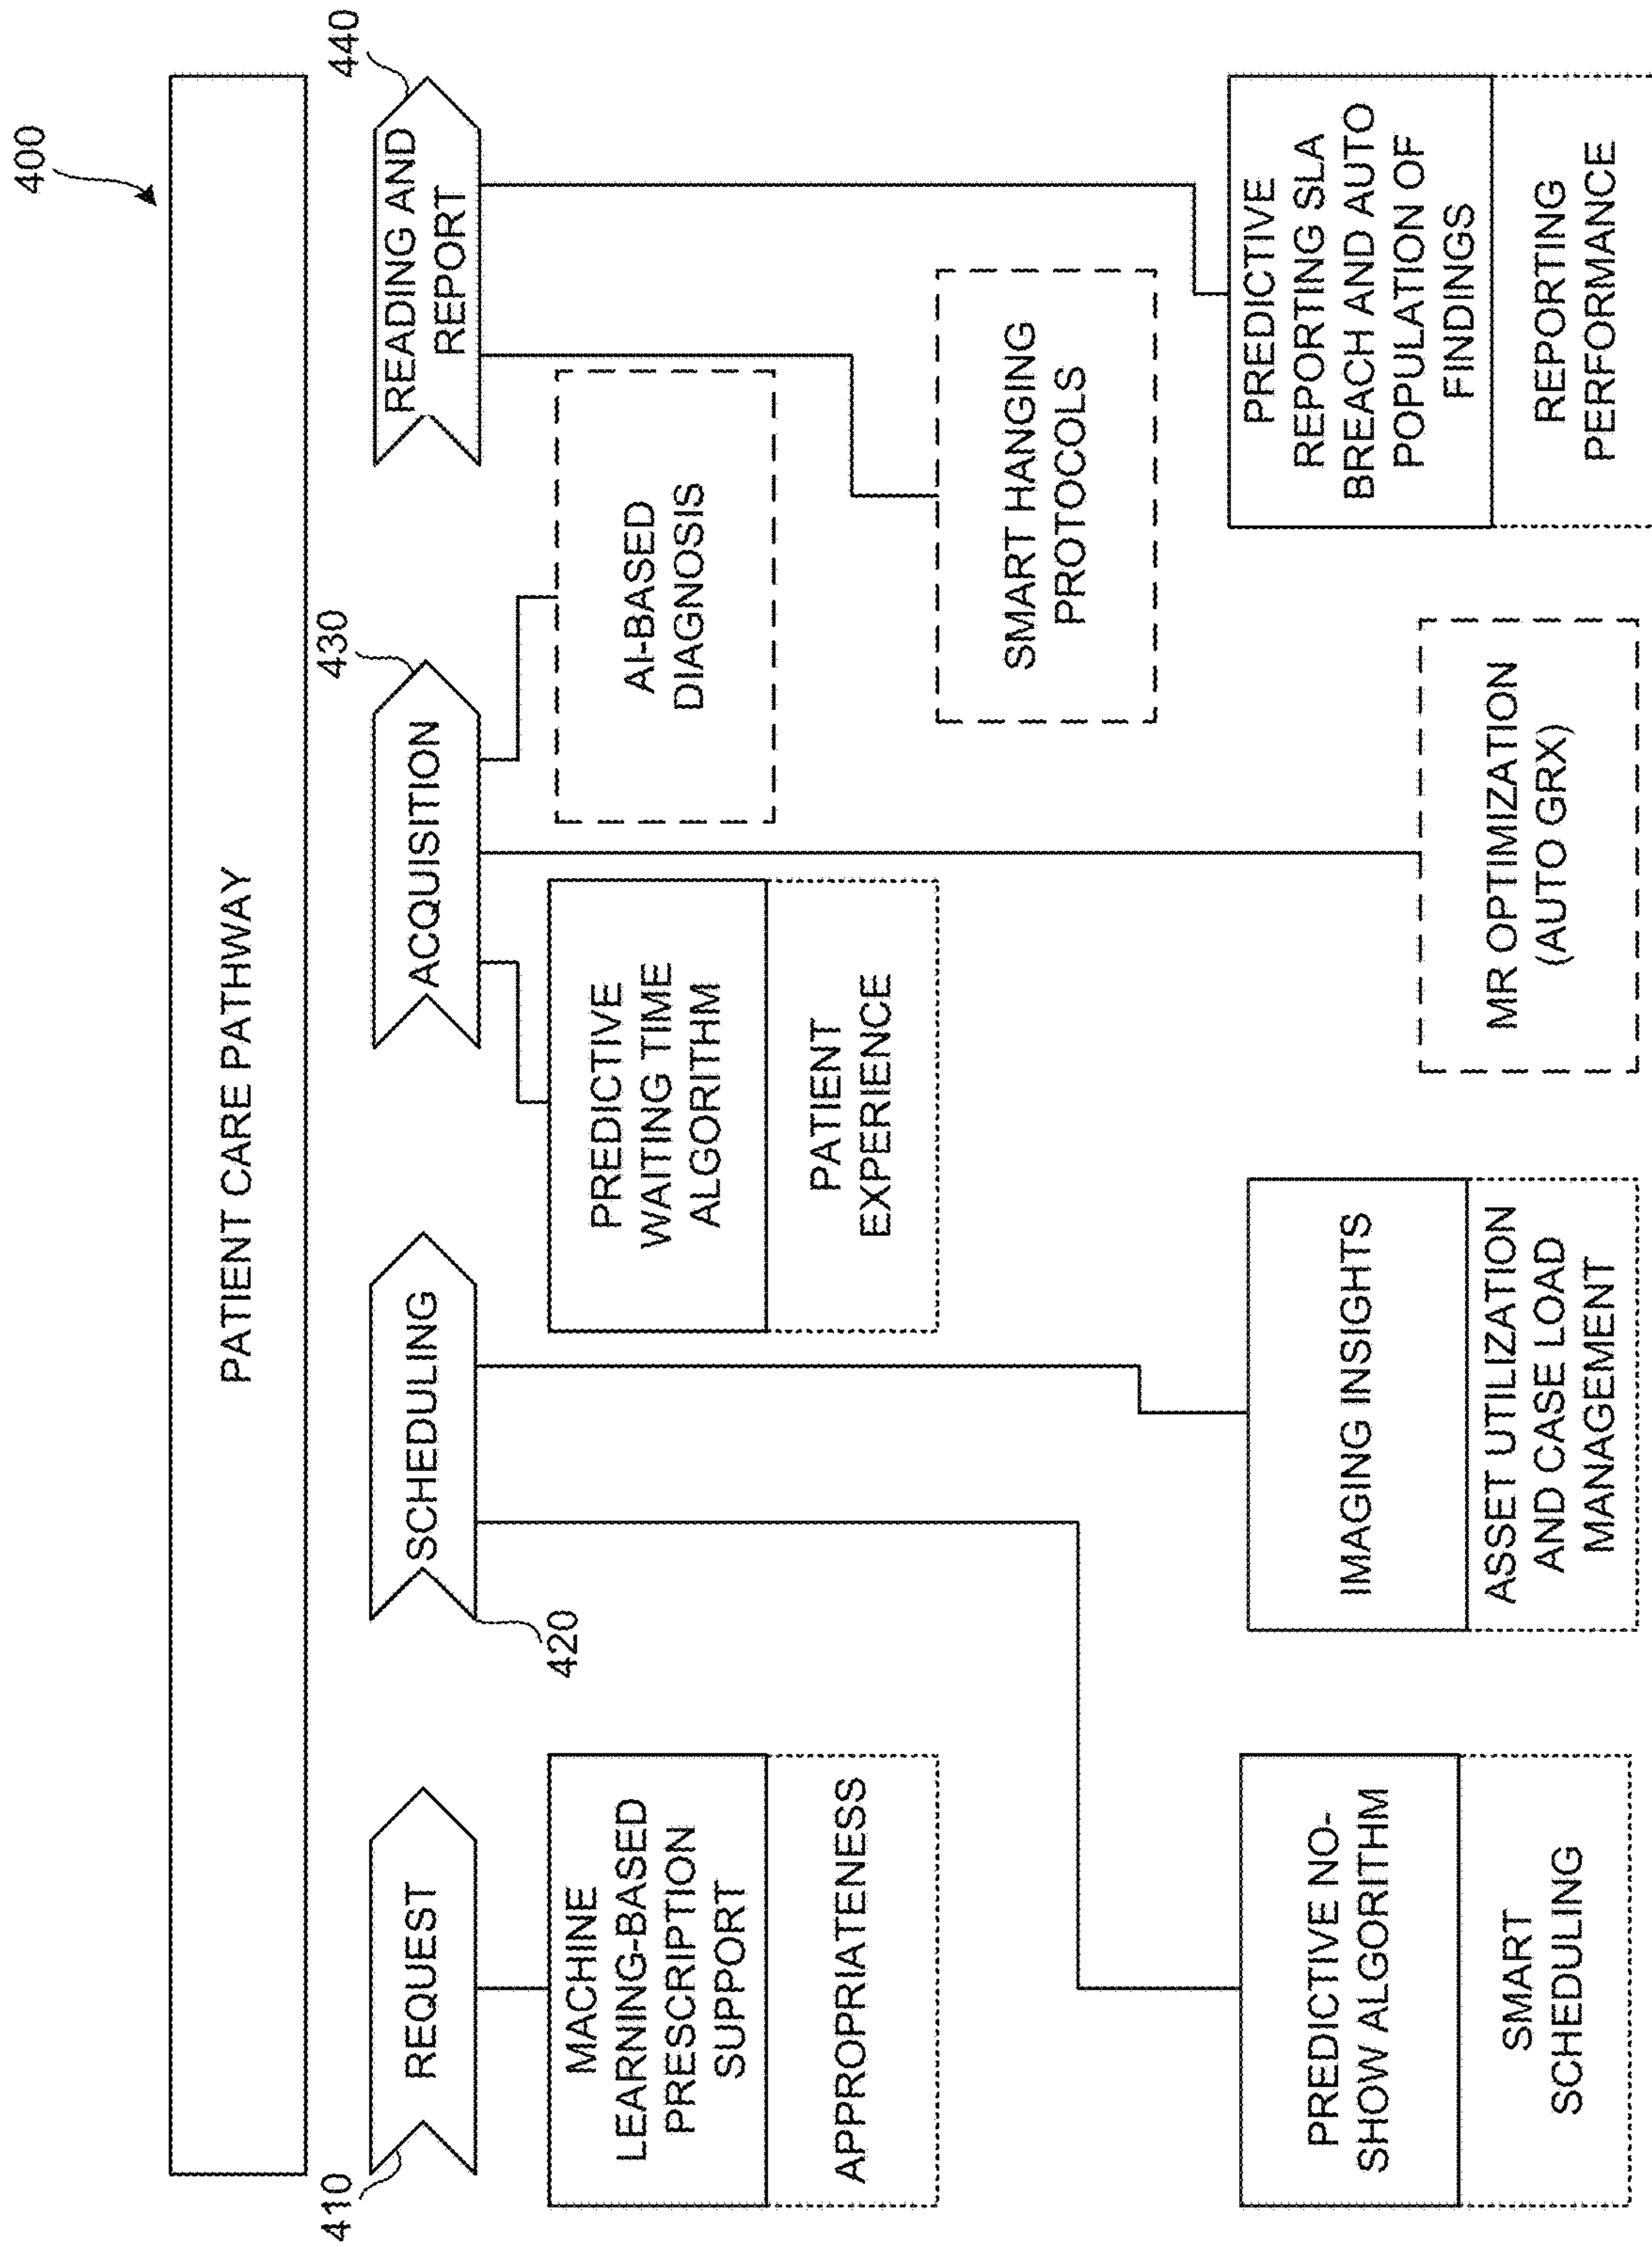 400
PATIENT CARE PATHWAY
410
REQUEST
420
SCHEDULING
430
ACQUISITION
440
READING AND
REPORT
MACHINE
LEARNING-BASED
PRESCRIPTION
SUPPORT
APPROPRIATENESS
PREDICTIVE
WAITING TIME
ALGORITHM
PATIENT
EXPERIENCE
AI-BASED
DIAGNOSIS
SMART HANGING
PROTOCOLS
PREDICTIVE NO-
SHOW ALGORITHM
SMART
SCHEDULING
IMAGING INSIGHTS
ASSET UTILIZATION
AND CASE LOAD
MANAGEMENT
MR OPTIMIZATION
(AUTO GRX)
PREDICTIVE
REPORTING SLA
BREACH AND AUTO
POPULATION OF
FINDINGS
REPORTING
PERFORMANCE